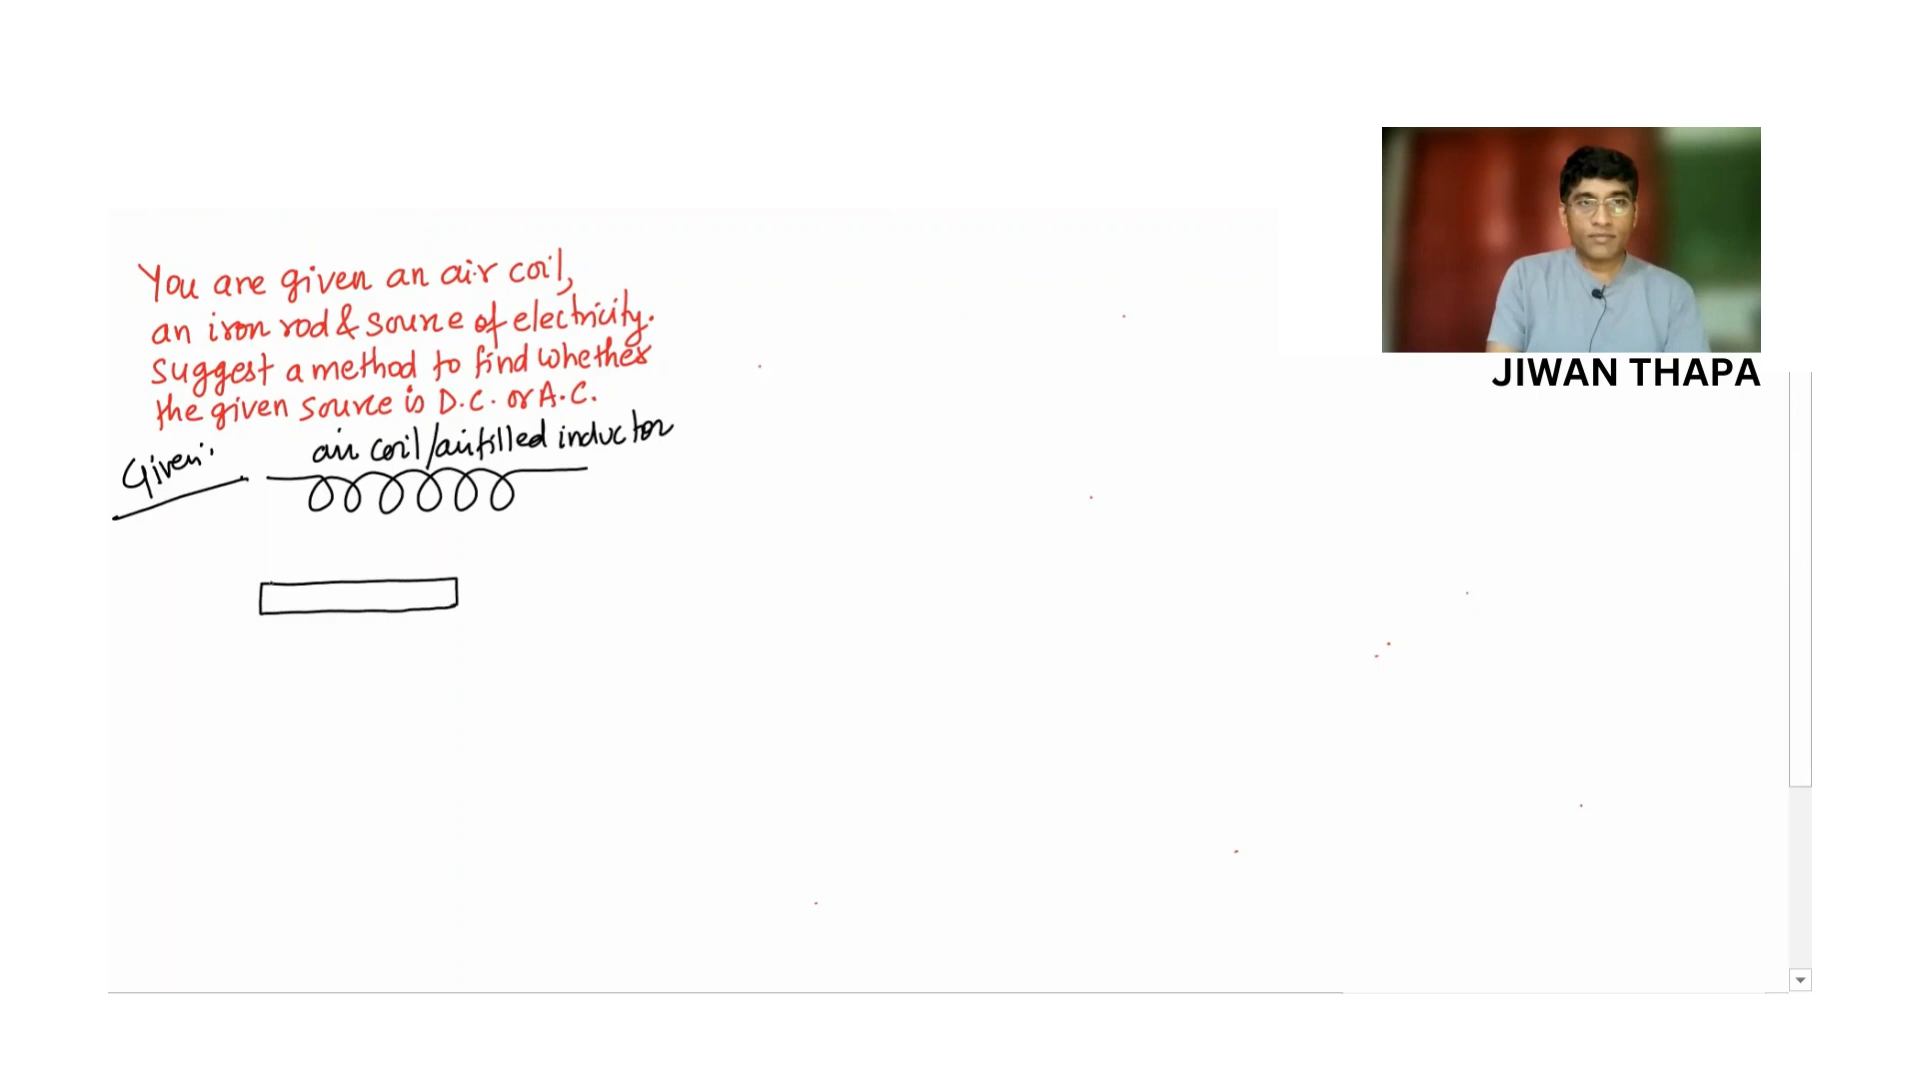 You are given an air coil,
an iron rod & source of electricity.
Suggest a method to find whether
the given source is D.C. or A.C.
Given:
air coil/airfilled inductor
JIWAN THAPA